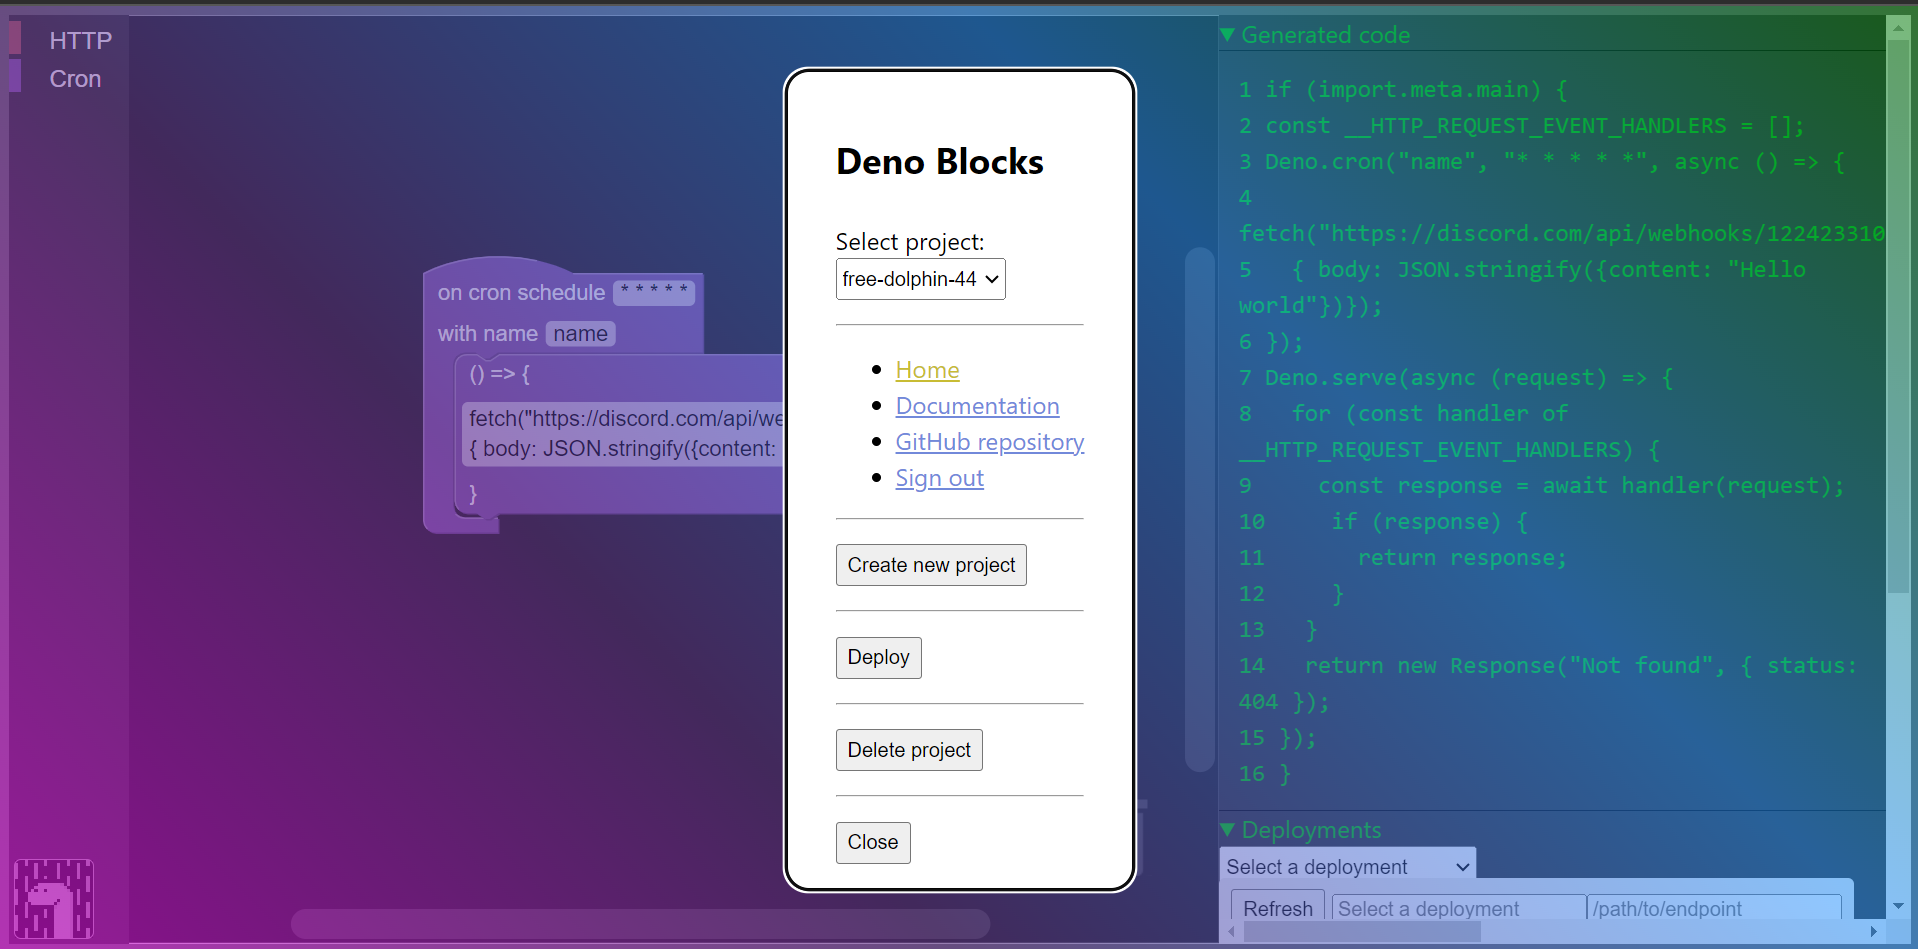 HTTP
Cron
on cron schedule * * * * *
with name name
() => {
fetch("https://discord.com/api/we
{ body: JSON.stringify({content:
}
Deno Blocks
Select project:
free-dolphin-44
Home
Documentation
GitHub repository
Sign out
Create new project
Deploy
Delete project
Close
Generated code
1 if (import.meta.main) {
2 const __HTTP_REQUEST_EVENT_HANDLERS = [];
3 Deno.cron("name", "* * * * *", async () => {
4
fetch("https://discord.com/api/webhooks/122423310
5   { body: JSON.stringify({content: "Hello
world"})});
6 });
7 Deno.serve(async (request) => {
8   for (const handler of
__HTTP_REQUEST_EVENT_HANDLERS) {
9     const response = await handler(request);
10     if (response) {
11       return response;
12     }
13   }
14   return new Response("Not found", { status:
404 });
15 });
16 }
Deployments
Select a deployment
Refresh Select a deployment /path/to/endpoint